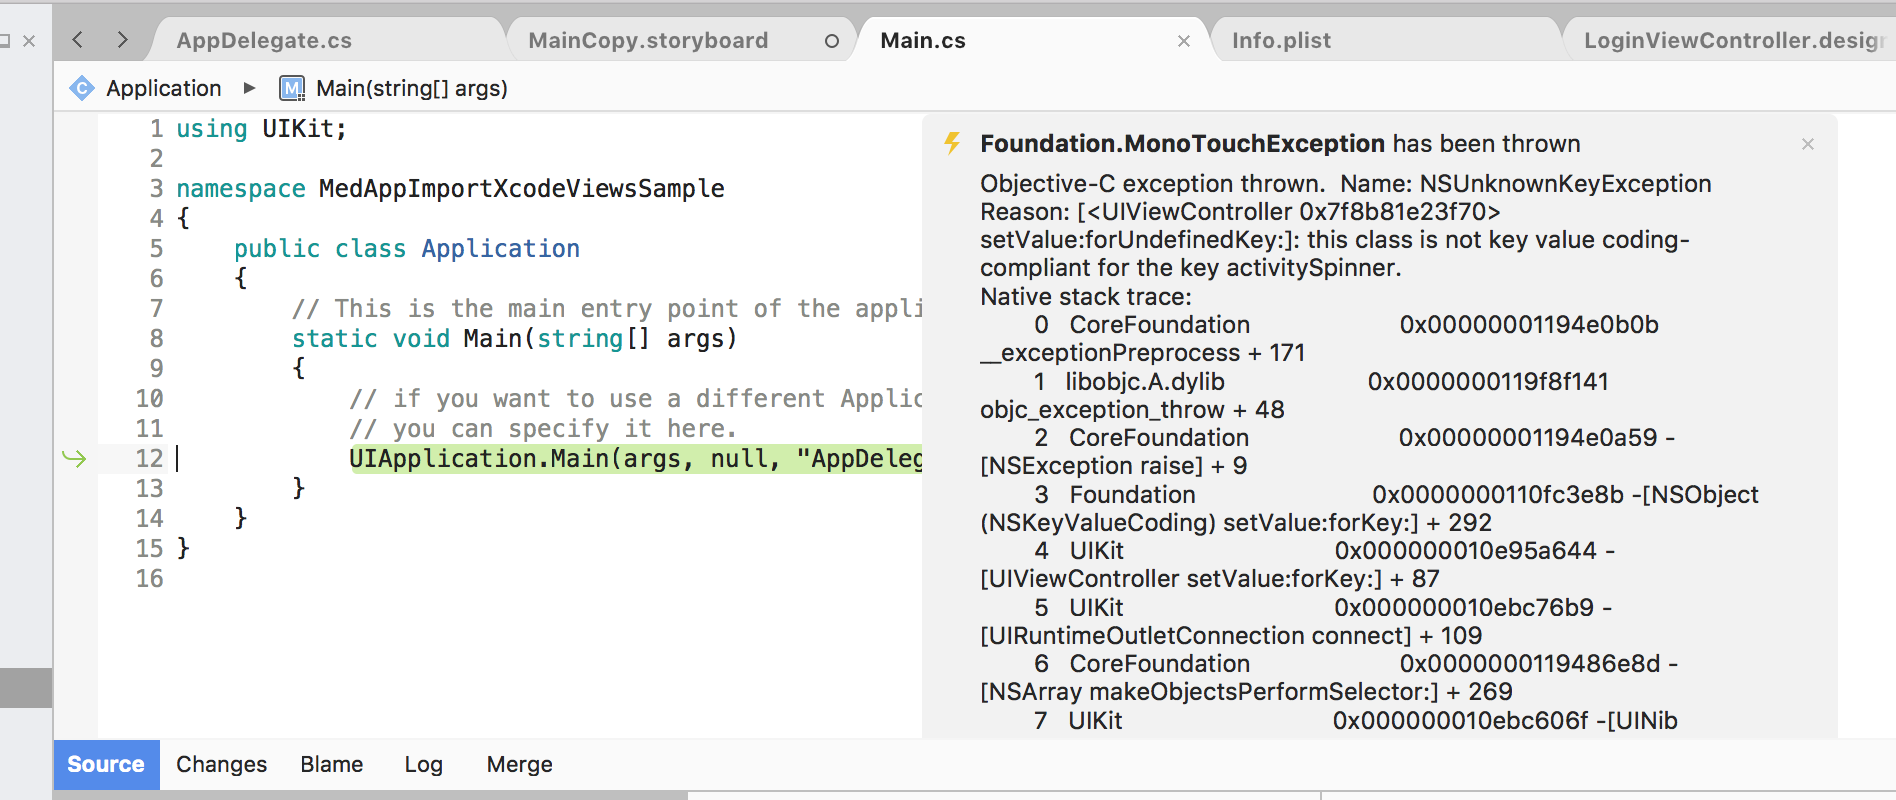 AppDelegate.cs
MainCopy.storyboard
Main.cs
Info.plist
LoginViewController.desig
Application
M
Main(string[] args)
C
1 using UIKit;
2
3 namespace MedAppImportXcodeViewsSample
4 {
5 public class Application
6 {
7 // This is the main entry point of the appli
8 static void Main(string[] args)
9 {
10 // if you want to use a different Applic
11 // you can specify it here.
12 UIApplication.Main(args, null, "AppDeleg
13 }
14 }
15 }
16
Foundation.MonoTouchException has been thrown
Objective-C exception thrown. Name: NSUnknownKeyException
Reason: [<UIViewController 0x7f8b81e23f70>
setValue:forUndefinedKey:]: this class is not key value coding-
compliant for the key activitySpinner.
Native stack trace:
0 CoreFoundation 0x00000001194e0b0b
__exceptionPreprocess + 171
1 libobjc.A.dylib 0x0000000119f8f141
objc_exception_throw + 48
2 CoreFoundation 0x00000001194e0a59 -
[NSException raise] + 9
3 Foundation 0x0000000110fc3e8b -[NSObject
(NSKeyValueCoding) setValue:forKey:] + 292
4 UIKit 0x000000010e95a644 -
[UIViewController setValue:forKey:] + 87
5 UIKit 0x000000010ebc76b9 -
[UIRuntimeOutletConnection connect] + 109
6 CoreFoundation 0x0000000119486e8d -
[NSArray makeObjectsPerformSelector:] + 269
7 UIKit 0x000000010ebc606f -[UINib
Source
Changes
Blame
Log
Merge